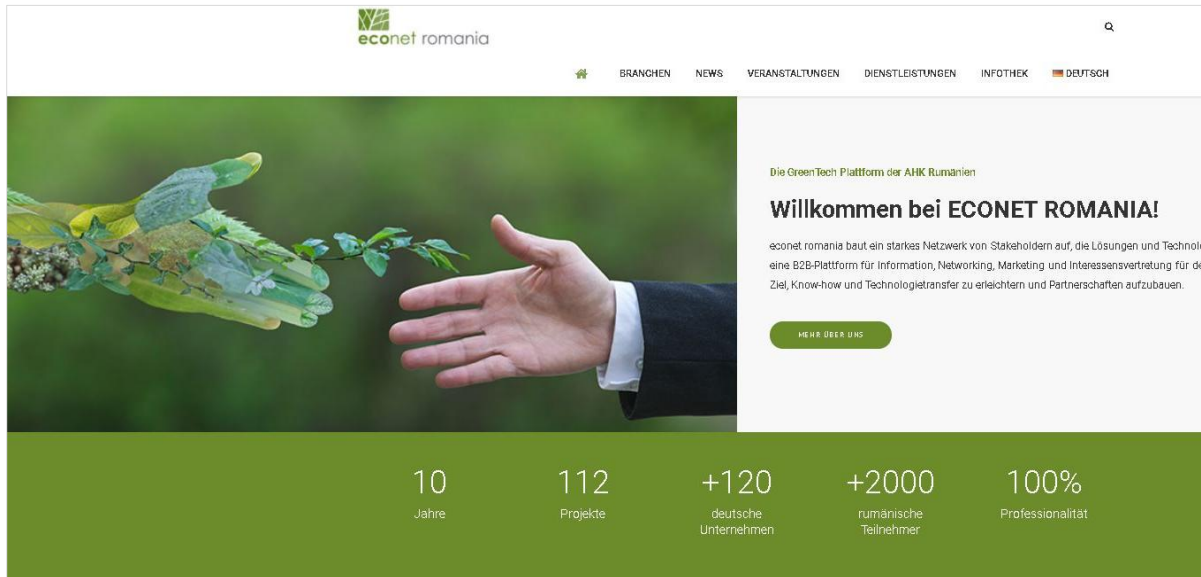 econet romania
BRANCHEN NEWS VERANSTALTUNGEN DIENSTLEISTUNGEN INFOTHEK DEUTSCH
Die GreenTech Plattform der AHK Rumänien
Willkommen bei ECONET ROMANIA!
econet romania baut ein starkes Netzwerk von Stakeholdern auf, die Lösungen und Technol
eine B2B-Plattform für Information, Networking, Marketing und Interessensvertretung für de
Ziel, Know-how und Technologietransfer zu erleichtern und Partnerschaften aufzubauen.
MEHR ÜBER UNS
10 112 +120 +2000 100%
Jahre Projekte deutsche rumänische Professionalität
Unternehmen Teilnehmer